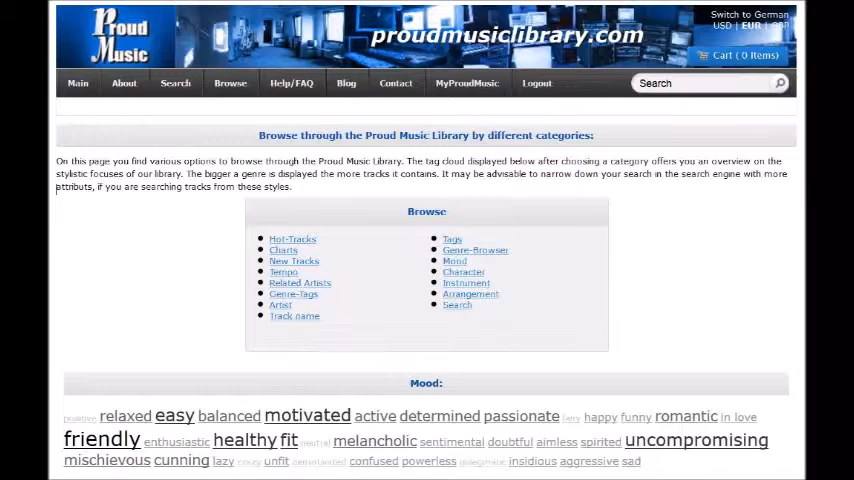 Proud
Music
proudmusiclibrary.com
Switch to German
USD | EUR | GBP
Cart ( 0 Items)
Main About Search Browse Help/FAQ Blog Contact MyProudMusic Logout Search
Browse through the Proud Music Library by different categories:
On this page you find various options to browse through the Proud Music Library. The tag cloud displayed below after choosing a category offers you an overview on the
stylistic focuses of our library. The bigger a genre is displayed the more tracks it contains. It may be advisable to narrow down your search in the search engine with more
attributes, if you are searching tracks from these styles.
Browse
Hot-Tracks
Charts
New Tracks
Tempo
Related Artists
Genre-Tags
Artist
Track name
Tags
Genre-Browser
Mood
Character
Instrument
Arrangement
Search
Mood:
positive relaxed easy balanced motivated active determined passionate fiery happy funny romantic in love
friendly enthusiastic healthy fit neutral melancholic sentimental doubtful aimless spirited uncompromising
mischievous cunning lazy crazy unfit demotivated confused powerless phlegmatic insidious aggressive sad